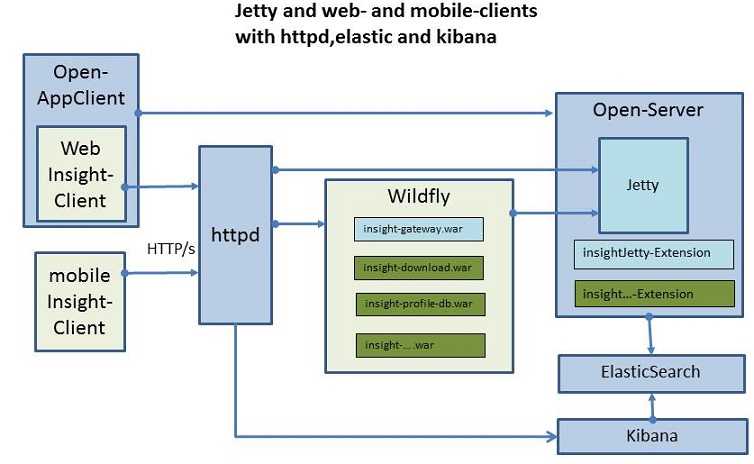 Jetty and web- and mobile-clients
with httpd,elastic and kibana
Open-
AppClient
Web
Insight-
Client
mobile
Insight-
Client
HTTP/s
httpd
Wildfly
insight-gateway.war
insight-download.war
insight-profile-db.war
insight-... .war
Open-Server
Jetty
insightJetty-Extension
insight...-Extension
ElasticSearch
Kibana